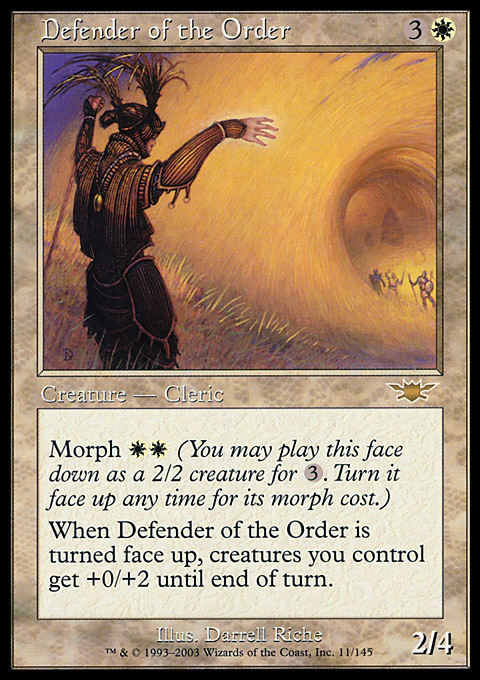 Defender of the Order 3
Creature — Cleric
Morph (You may play this face
down as a 2/2 creature for 3. Turn it
face up any time for its morph cost.)
When Defender of the Order is
turned face up, creatures you control
get +0/+2 until end of turn.
Illus. Darrell Riche
™ & © 1993–2003 Wizards of the Coast, Inc. 11/145
2/4